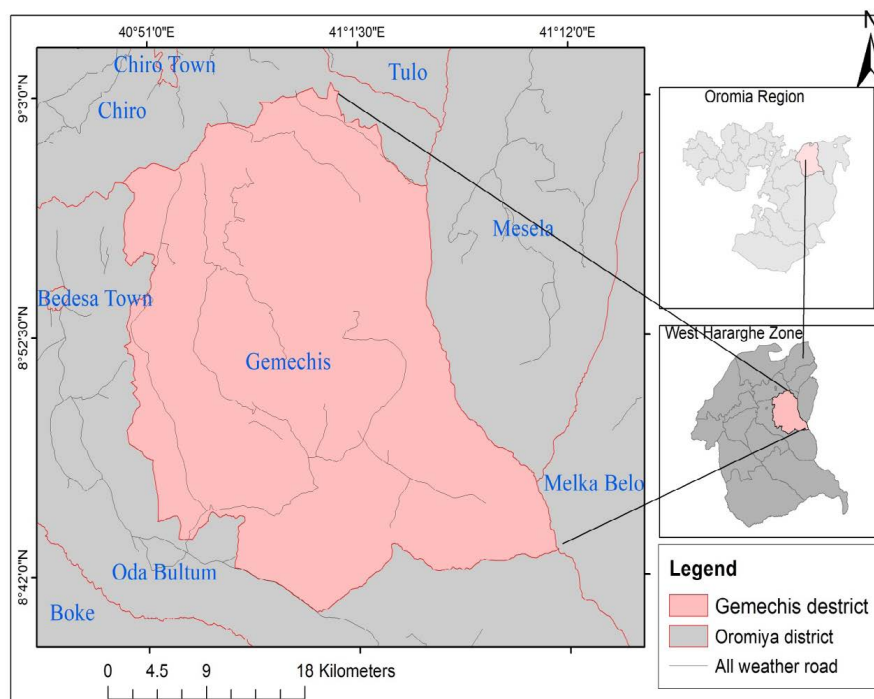 40°51'0"E
41°1'30"E
41°12'0"E
N
9°3'0"N
8°52'30"N
8°42'0"N
Chiro Town
Tulo
Chiro
Mesela
Bedesa Town
Gemechis
Melka Belo
Oda Bultum
Boke
0 4.5 9 18 Kilometers
Oromia Region
West Hararghe Zone
Legend
Gemechis destrict
Oromiya district
All weather road